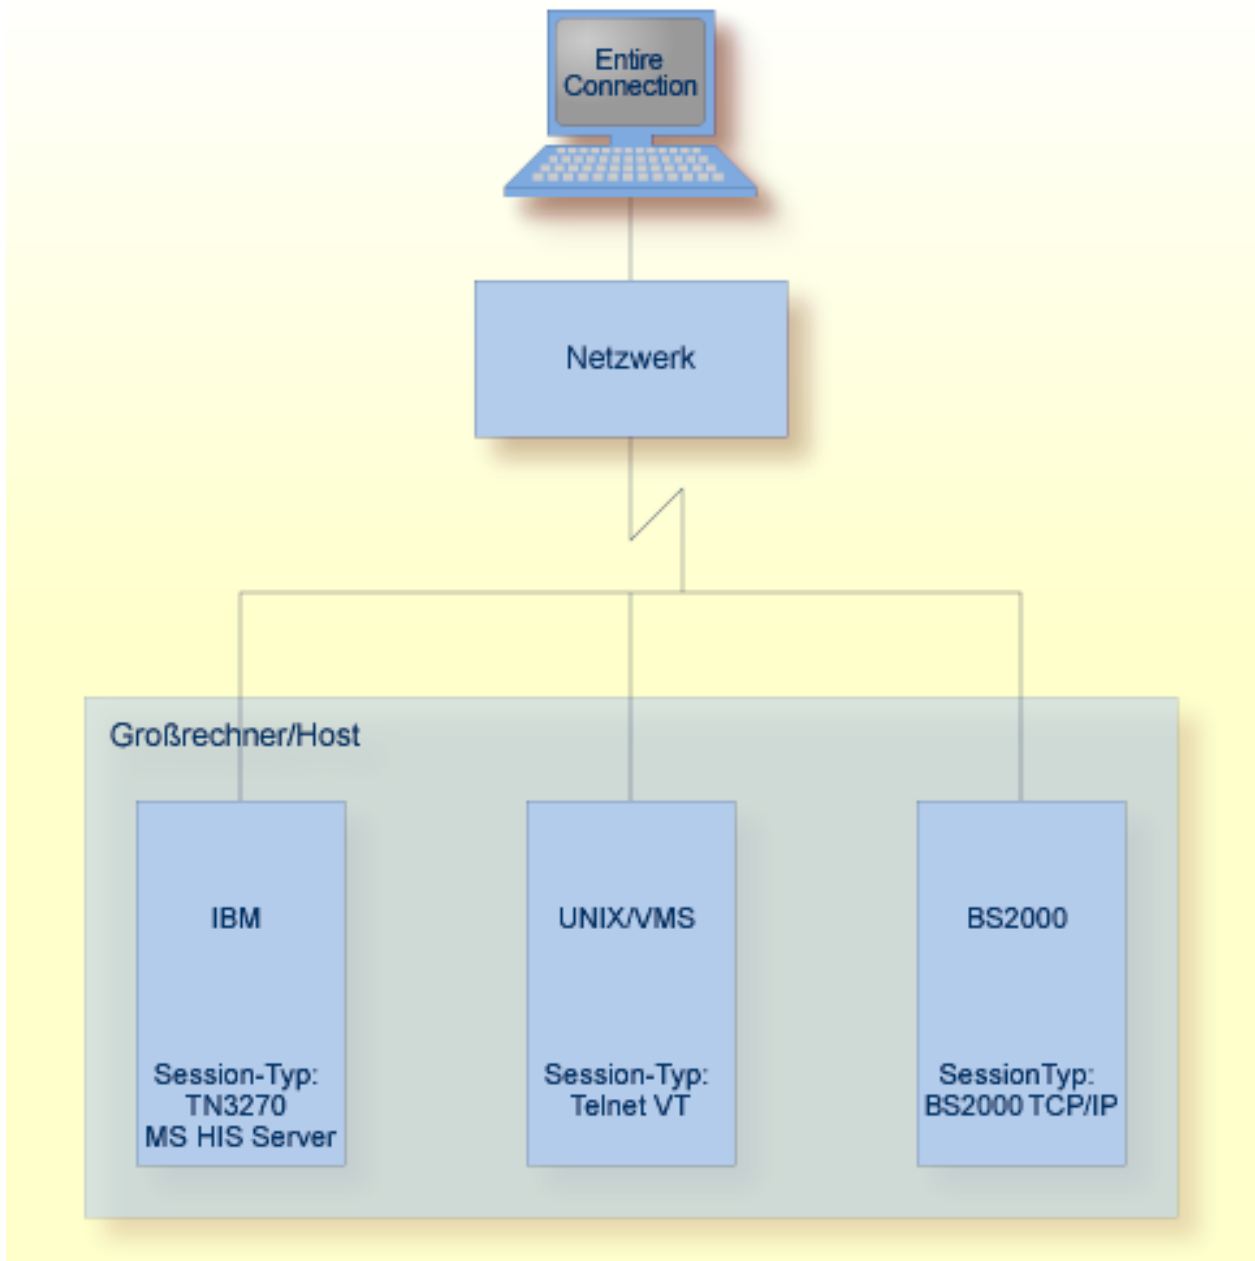 Entire
Connection
Netzwerk
Großrechner/Host
IBM
Session-Typ:
TN3270
MS HIS Server
UNIX/VMS
Session-Typ:
Telnet VT
BS2000
SessionTyp:
BS2000 TCP/IP